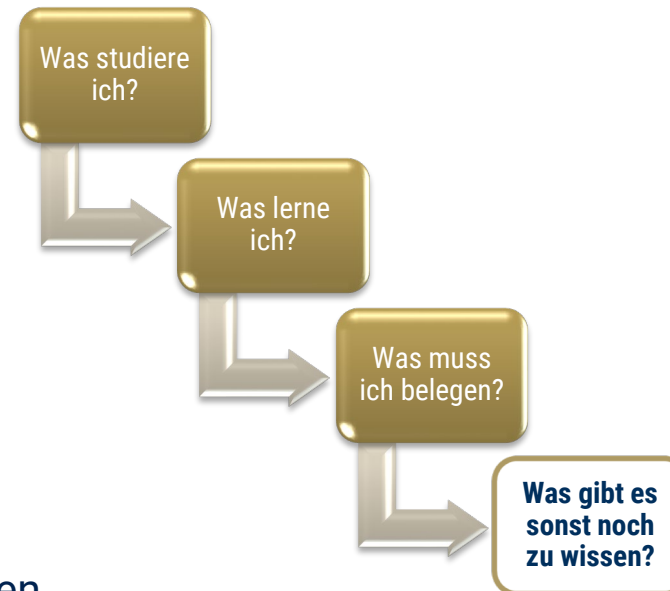 Was studiere
ich?
Was lerne
ich?
Was muss
ich belegen?
Was gibt es
sonst noch
zu wissen?